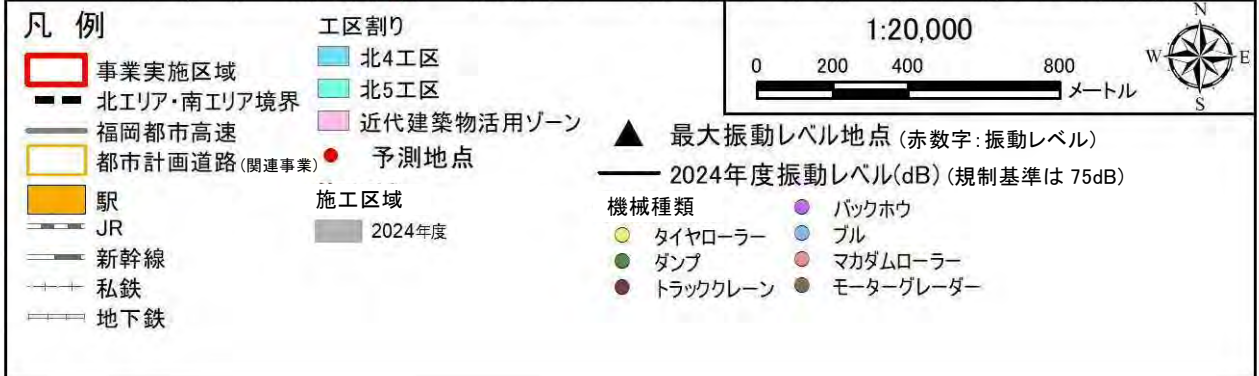 凡 例
事業実施区域
北エリア・南エリア境界
福岡都市高速
都市計画道路(関連事業)
駅
JR
新幹線
私鉄
地下鉄
工区割り
北4工区
北5工区
近代建築物活用ゾーン
予測地点
施工区域
2024年度
1:20,000
0 200 400 800
メートル
N
W E
S
最大振動レベル地点 (赤数字:振動レベル)
2024年度振動レベル(dB) (規制基準は 75dB)
機械種類
タイヤローラー
ダンプ
トラッククレーン
バックホウ
ブル
マカダムローラー
モーターグレーダー